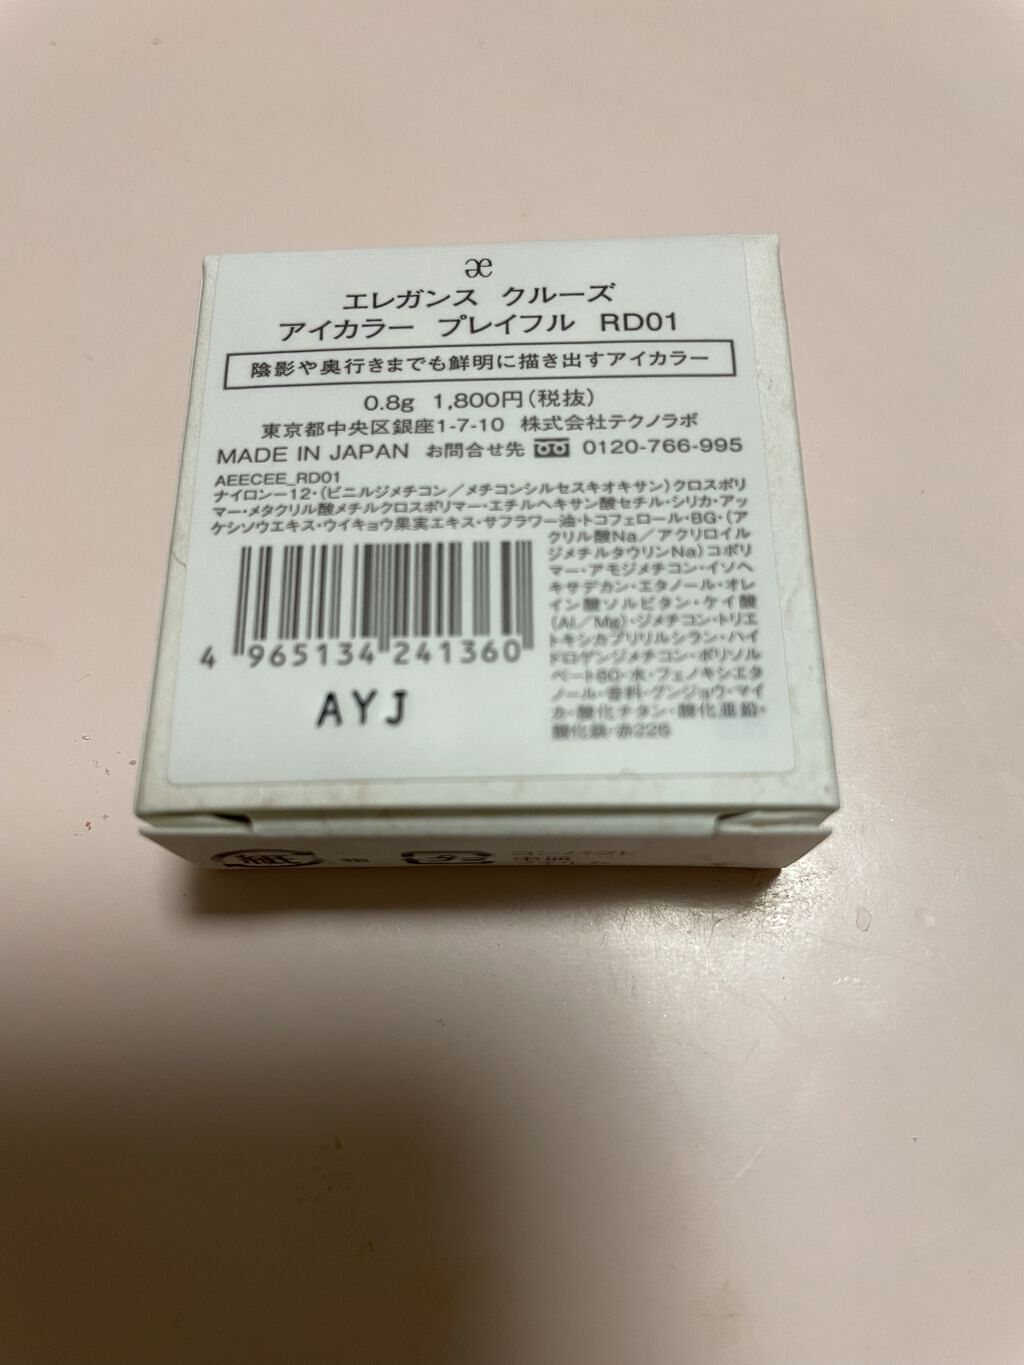 æ
エレガンス クルーズ
アイカラー プレイフル RD01
陰影や奥行きまでも鮮明に描き出すアイカラー
0.8g 1,800円(税抜)
東京都中央区銀座1-7-10 株式会社テクノラボ
MADE IN JAPAN お問合せ先 0120-766-995
AEECEE_RD01
ナイロン−12・(ビニルジメチコン/メチコンシルセスキオキサン)クロスポリ
マー・メタクリル酸メチルクロスポリマー・エチルヘキサン酸セチル・シリカ・アッ
ケシソウエキス・ウイキョウ果実エキス・サフラワー油・トコフェロール・BG・(ア
クリル酸Na/アクリロイル
ジメチルタウリンNa)コポリ
マー・アモジメチコン・イソヘ
キサデカン・エタノール・オレ
イン酸ソルビタン・ケイ酸
(Al/Mg)・ジメチコン・トリエ
トキシカプリリルシラン・ハイ
ドロゲンジメチコン・ポリソル
ベート80・水・フェノキシエタ
ノール・香料・グンジョウ・マイ
カ・酸化チタン・酸化亜鉛・
酸化鉄・赤226
4 965134 241360
AYJ
紙 箱